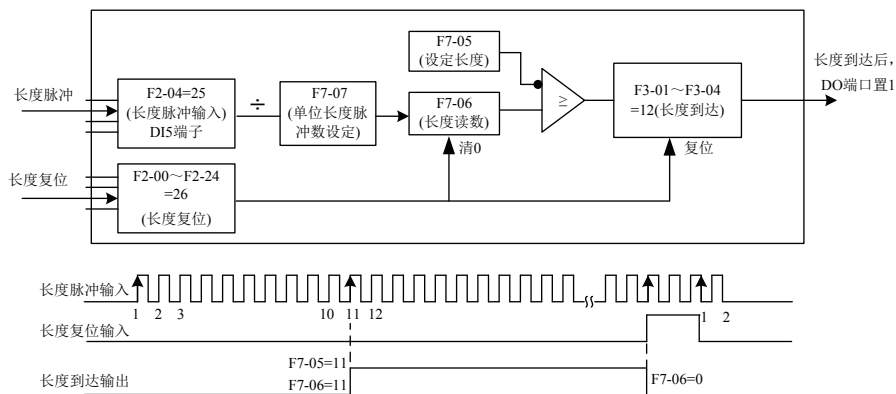 长度脉冲
F2-04=25
(长度脉冲输入)
DI5端子
÷
F7-07
(单位长度脉
冲数设定)
F7-05
(设定长度)
F7-06
(长度读数)
清0
≥
F3-01~F3-04
=12(长度到达)
复位
长度到达后，
DO端口置1
长度复位
F2-00~F2-24
=26
(长度复位)
长度脉冲输入
1 2 3 10 11 12 1 2
长度复位输入
F7-05=11
长度到达输出
F7-06=11
F7-06=0